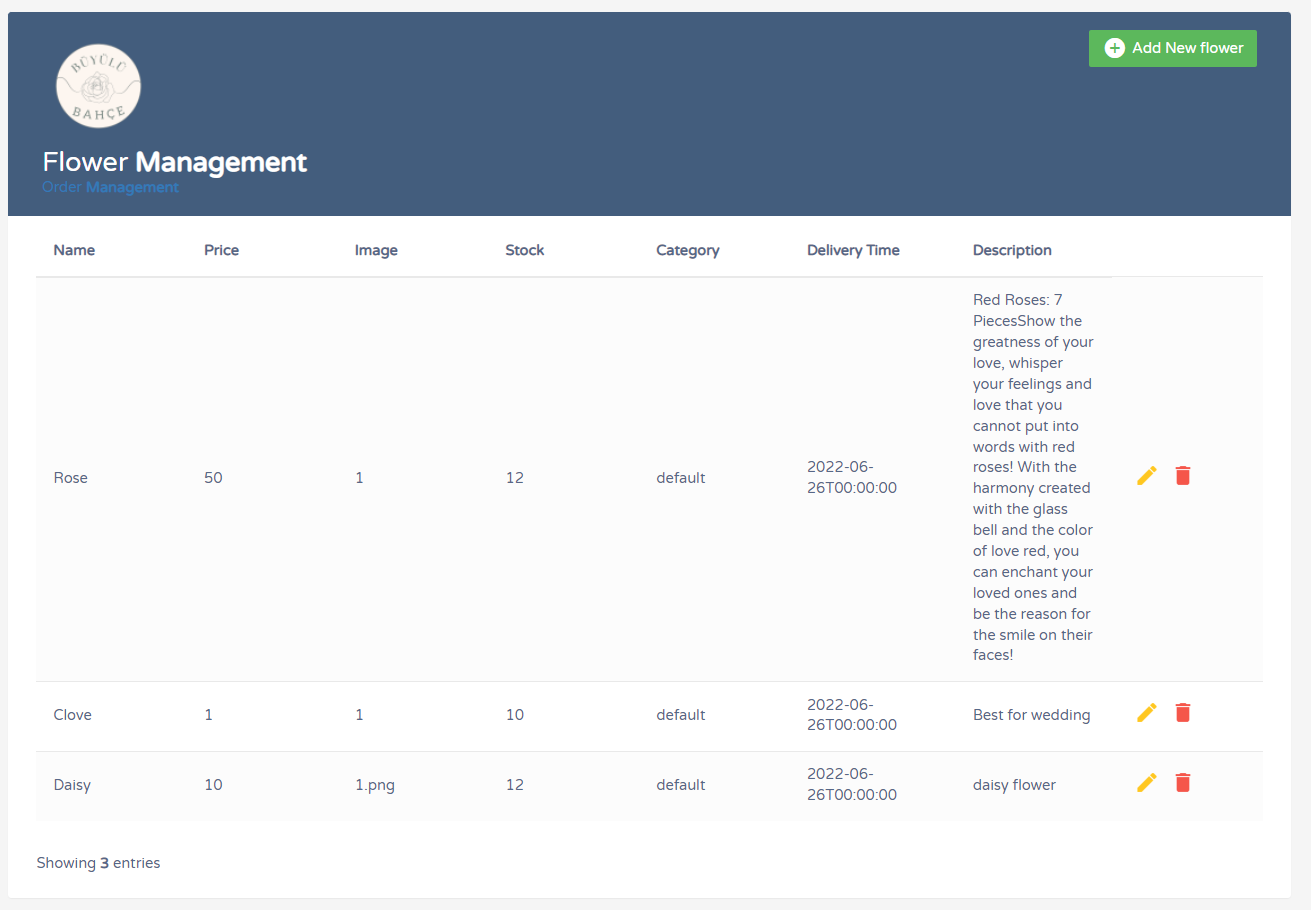 BÜYÜLÜ
BAHÇE
Add New flower
Flower Management
Order Management
Name Price Image Stock Category Delivery Time Description
Rose 50 1 12 default
2022-06-
26T00:00:00
Red Roses: 7
PiecesShow the
greatness of your
love, whisper
your feelings and
love that you
cannot put into
words with red
roses! With the
harmony created
with the glass
bell and the color
of love red, you
can enchant your
loved ones and
be the reason for
the smile on their
faces!
Clove 1 1 10 default
2022-06-
26T00:00:00
Best for wedding
Daisy 10 1.png 12 default
2022-06-
26T00:00:00
daisy flower
Showing 3 entries